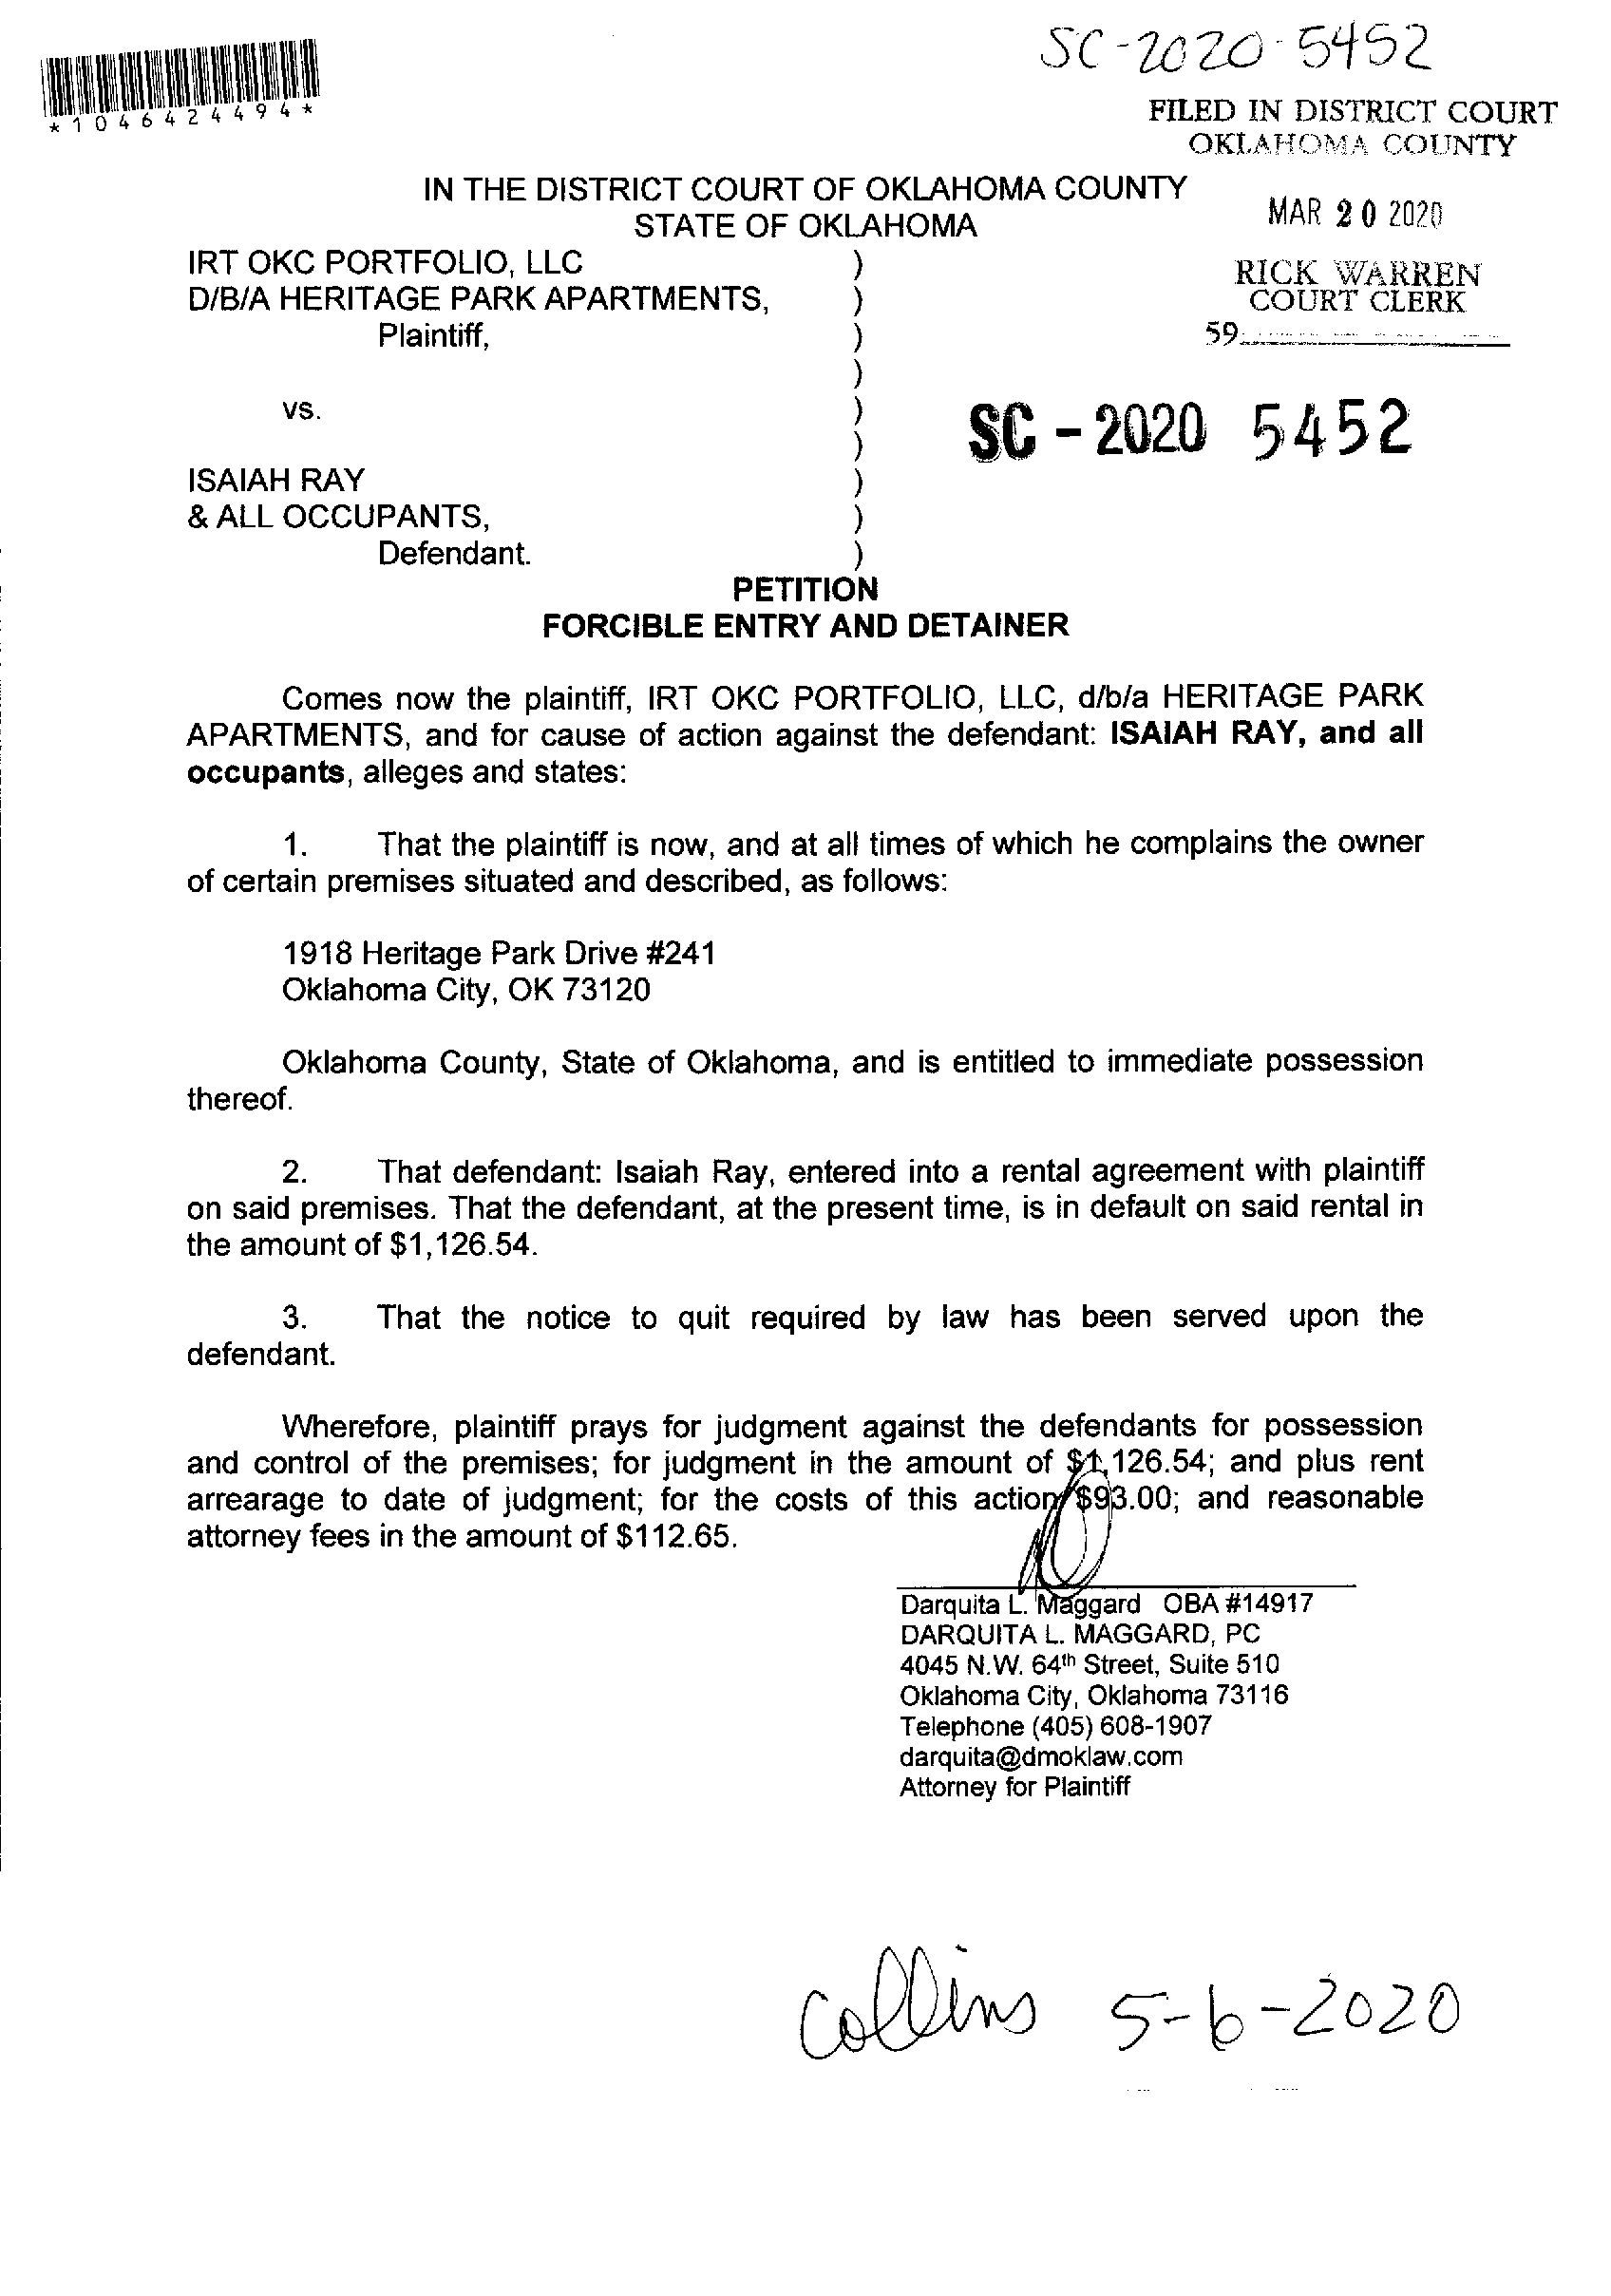 SC-2020-5452
*1046424494*
FILED IN DISTRICT COURT
OKLAHOMA COUNTY
MAR 20 2020
RICK WARREN
COURT CLERK
59
IN THE DISTRICT COURT OF OKLAHOMA COUNTY
STATE OF OKLAHOMA
IRT OKC PORTFOLIO, LLC )
D/B/A HERITAGE PARK APARTMENTS, )
Plaintiff, )
)
vs. )
)
ISAIAH RAY )
& ALL OCCUPANTS, )
Defendant. )
SC - 2020 5452
PETITION
FORCIBLE ENTRY AND DETAINER
Comes now the plaintiff, IRT OKC PORTFOLIO, LLC, d/b/a HERITAGE PARK
APARTMENTS, and for cause of action against the defendant: ISAIAH RAY, and all
occupants, alleges and states:
1. That the plaintiff is now, and at all times of which he complains the owner
of certain premises situated and described, as follows:
1918 Heritage Park Drive #241
Oklahoma City, OK 73120
Oklahoma County, State of Oklahoma, and is entitled to immediate possession
thereof.
2. That defendant: Isaiah Ray, entered into a rental agreement with plaintiff
on said premises. That the defendant, at the present time, is in default on said rental in
the amount of $1,126.54.
3. That the notice to quit required by law has been served upon the
defendant.
Wherefore, plaintiff prays for judgment against the defendants for possession
and control of the premises; for judgment in the amount of $1,126.54; and plus rent
arrearage to date of judgment; for the costs of this action $93.00; and reasonable
attorney fees in the amount of $112.65.
Darquita L. Maggard OBA #14917
DARQUITA L. MAGGARD, PC
4045 N.W. 64th Street, Suite 510
Oklahoma City, Oklahoma 73116
Telephone (405) 608-1907
darquita@dmoklaw.com
Attorney for Plaintiff
Collins 5-6-2020